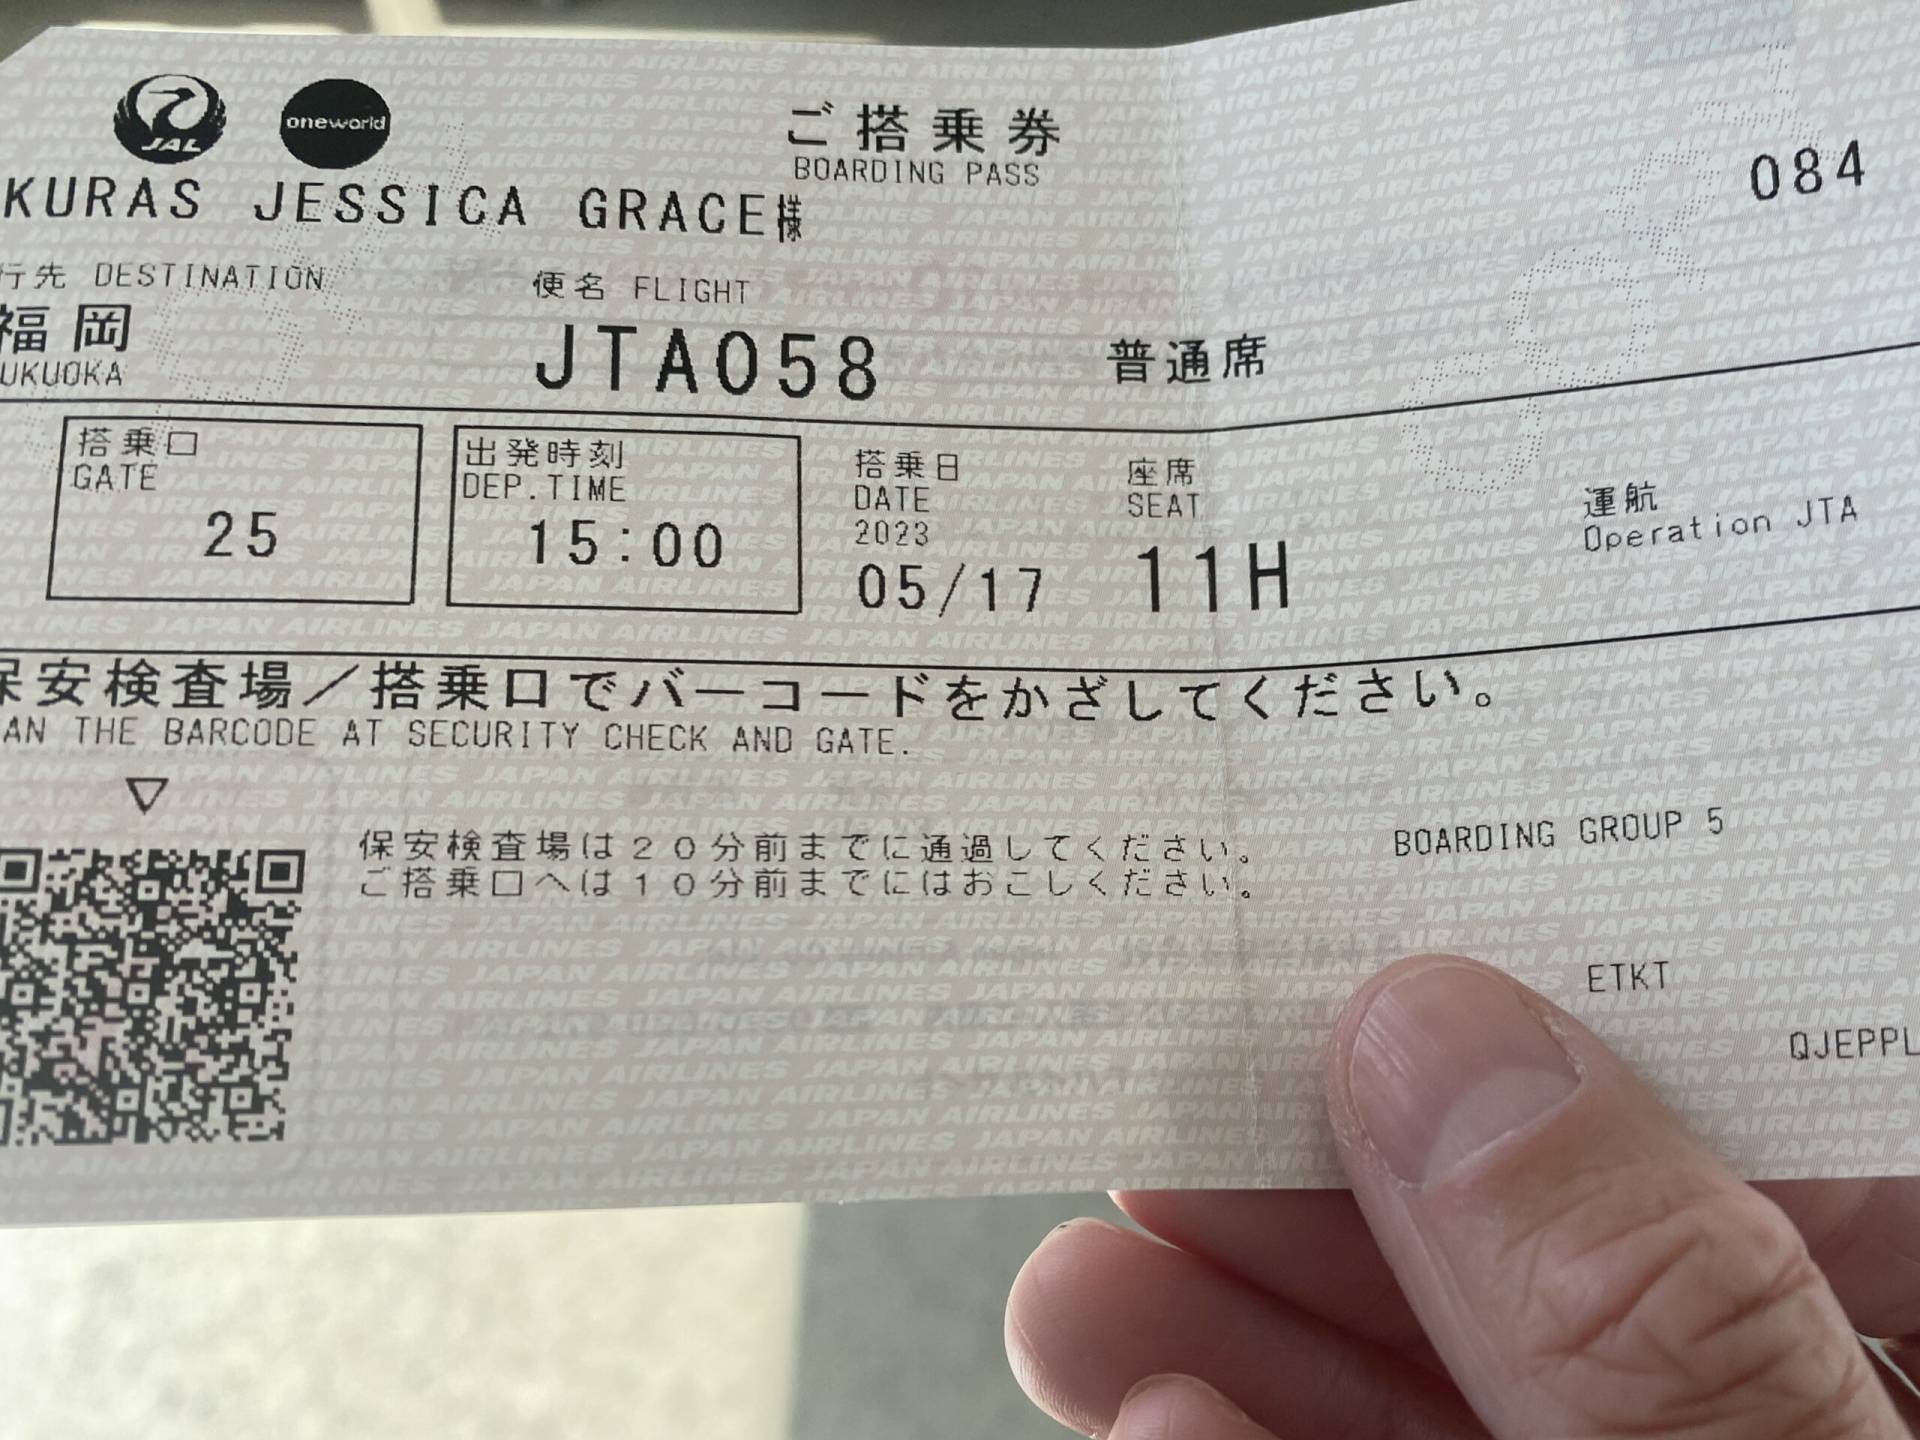 JAL
oneworld
ご搭乗券
BOARDING PASS
084
KURAS JESSICA GRACE様
行先 DESTINATION
便名 FLIGHT
福岡
UKUOKA
JTA058
普通席
搭乗口
GATE
25
出発時刻
DEP.TIME
15:00
搭乗日
DATE
2023
05/17
座席
SEAT
11H
運航
Operation JTA
保安検査場/搭乗口でバーコードをかざしてください。
AN THE BARCODE AT SECURITY CHECK AND GATE.
保安検査場は20分前までに通過してください。
ご搭乗口へは10分前までにはおこしください。
BOARDING GROUP 5
ETKT
QJEPPL